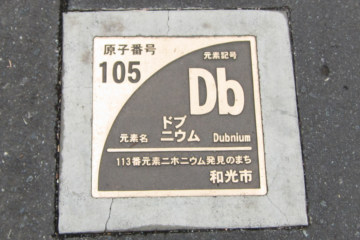 原子番号
105
元素記号
Db
元素名 ドブニウム Dubnium
113番元素ニホニウム発見のまち
和光市